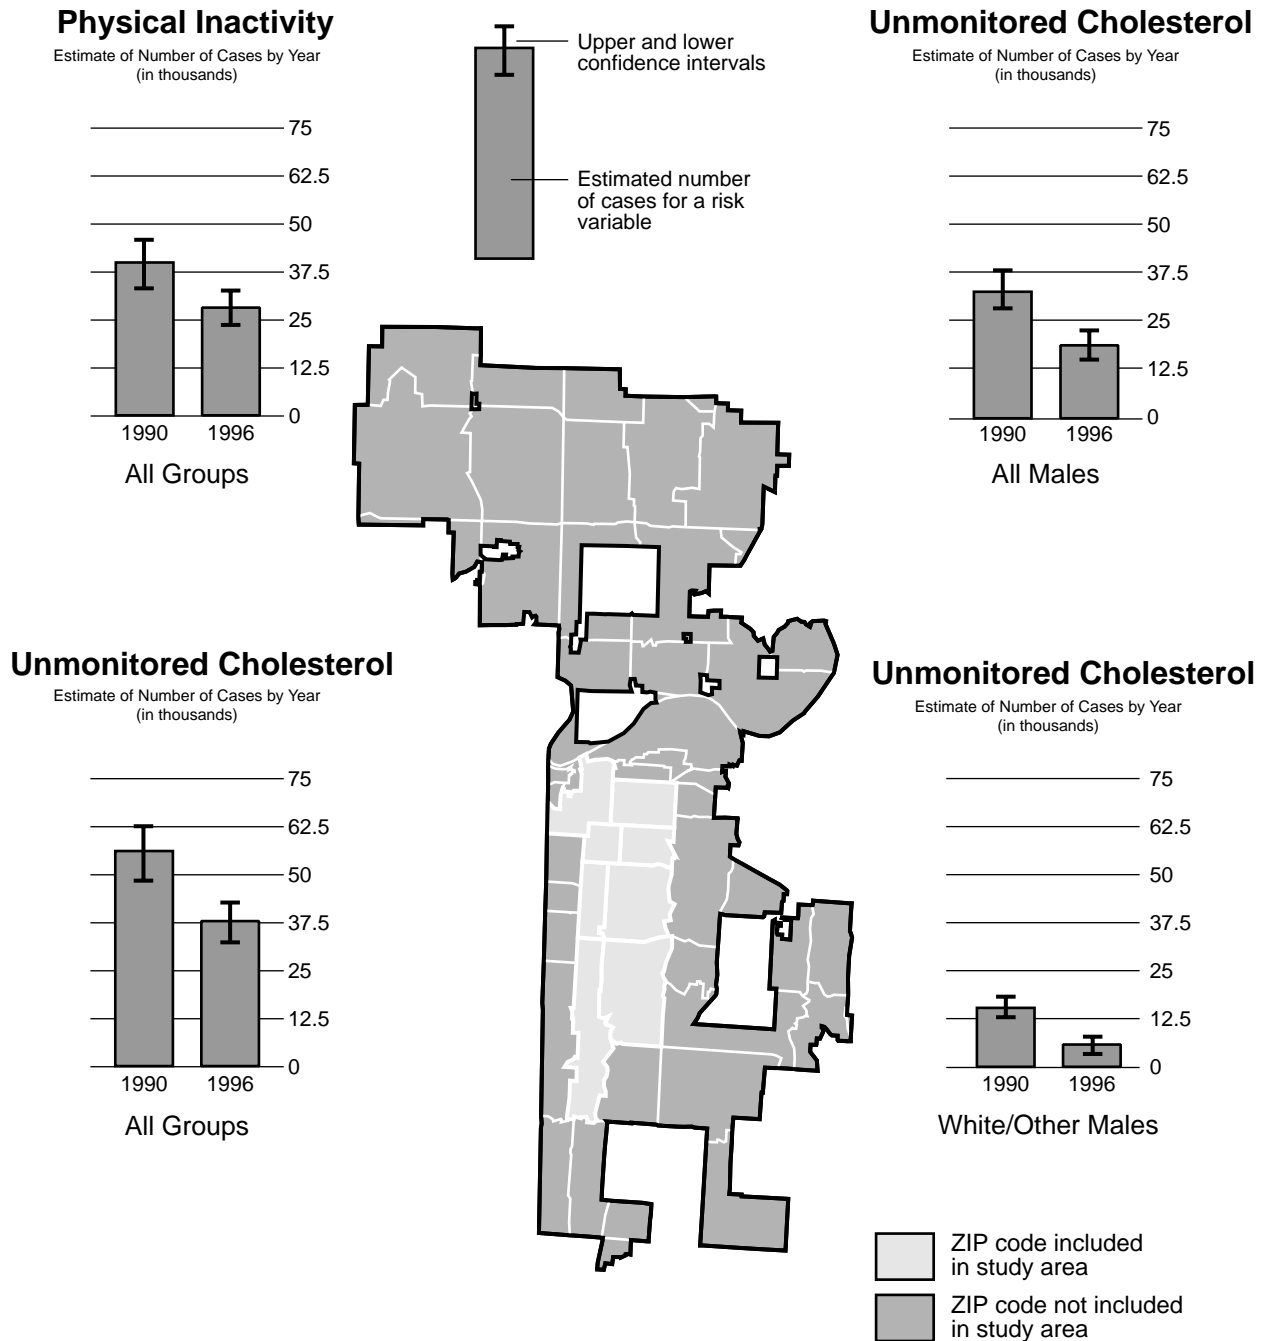 Physical Inactivity
Estimate of Number of Cases by Year
(in thousands)
75
62.5
50
37.5
25
12.5
0
1990 1996
All Groups
Upper and lower
confidence intervals
Estimated number
of cases for a risk
variable
Unmonitored Cholesterol
Estimate of Number of Cases by Year
(in thousands)
75
62.5
50
37.5
25
12.5
0
1990 1996
All Males
Unmonitored Cholesterol
Estimate of Number of Cases by Year
(in thousands)
75
62.5
50
37.5
25
12.5
0
1990 1996
All Groups
Unmonitored Cholesterol
Estimate of Number of Cases by Year
(in thousands)
75
62.5
50
37.5
25
12.5
0
1990 1996
White/Other Males
ZIP code included
in study area
ZIP code not included
in study area